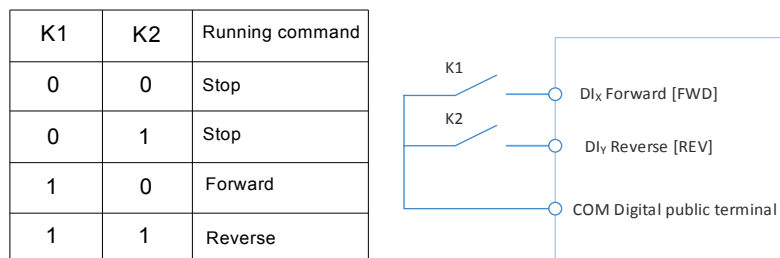 K1 K2 Running command
0 0 Stop
0 1 Stop
1 0 Forward
1 1 Reverse
K1
DIX Forward [FWD]
K2
DIY Reverse [REV]
COM Digital public terminal